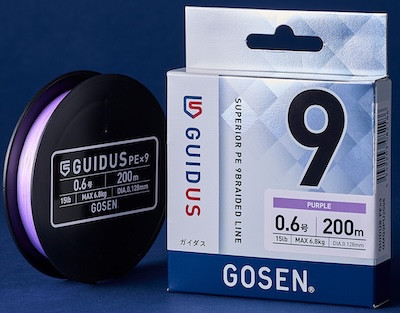 GUIDUS PE×9
0.6号 200m
15lb MAX 6.8kg DIA.0.128mm
GOSEN
GUIDUS
ガイダス
SUPERIOR PE 9BRAIDED LINE
9
PURPLE
0.6号 200m
15lb MAX 6.8kg DIA.0.128mm
GOSEN®